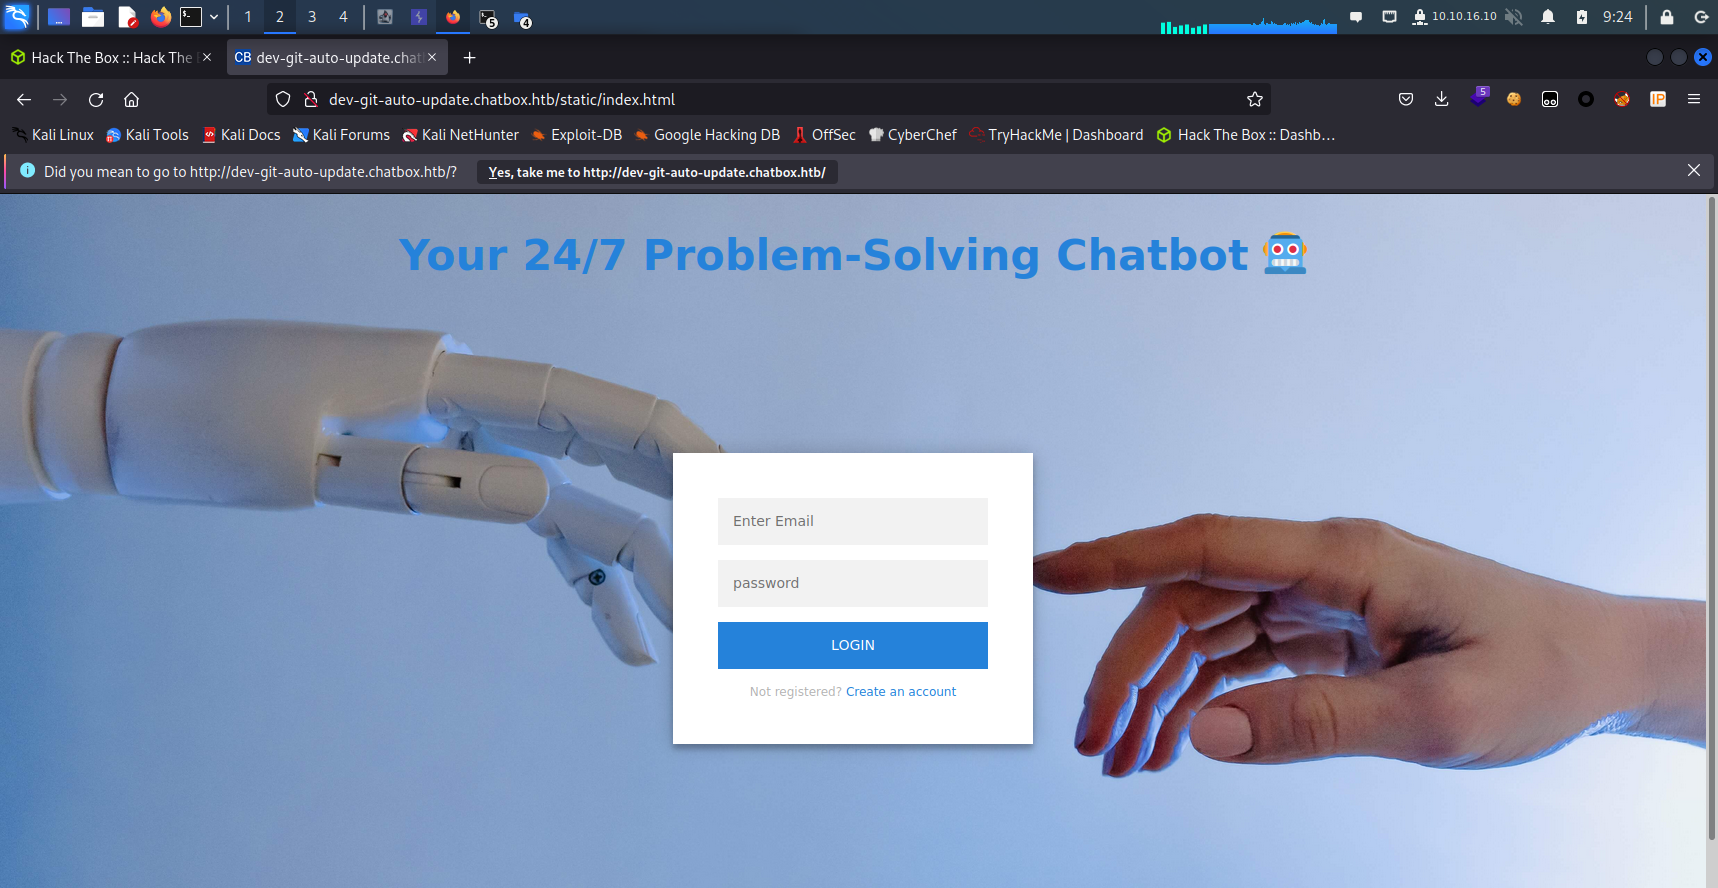 1 2 3 4 5 4 10.10.16.10 9:24
Hack The Box :: Hack The
CB dev-git-auto-update.chat
dev-git-auto-update.chatbox.htb/static/index.html
5
IP
Kali Linux Kali Tools Kali Docs Kali Forums Kali NetHunter Exploit-DB Google Hacking DB OffSec CyberChef TryHackMe | Dashboard Hack The Box :: Dashb…
Did you mean to go to http://dev-git-auto-update.chatbox.htb/? Yes, take me to http://dev-git-auto-update.chatbox.htb/
Your 24/7 Problem-Solving Chatbot 🤖
Enter Email
password
LOGIN
Not registered? Create an account